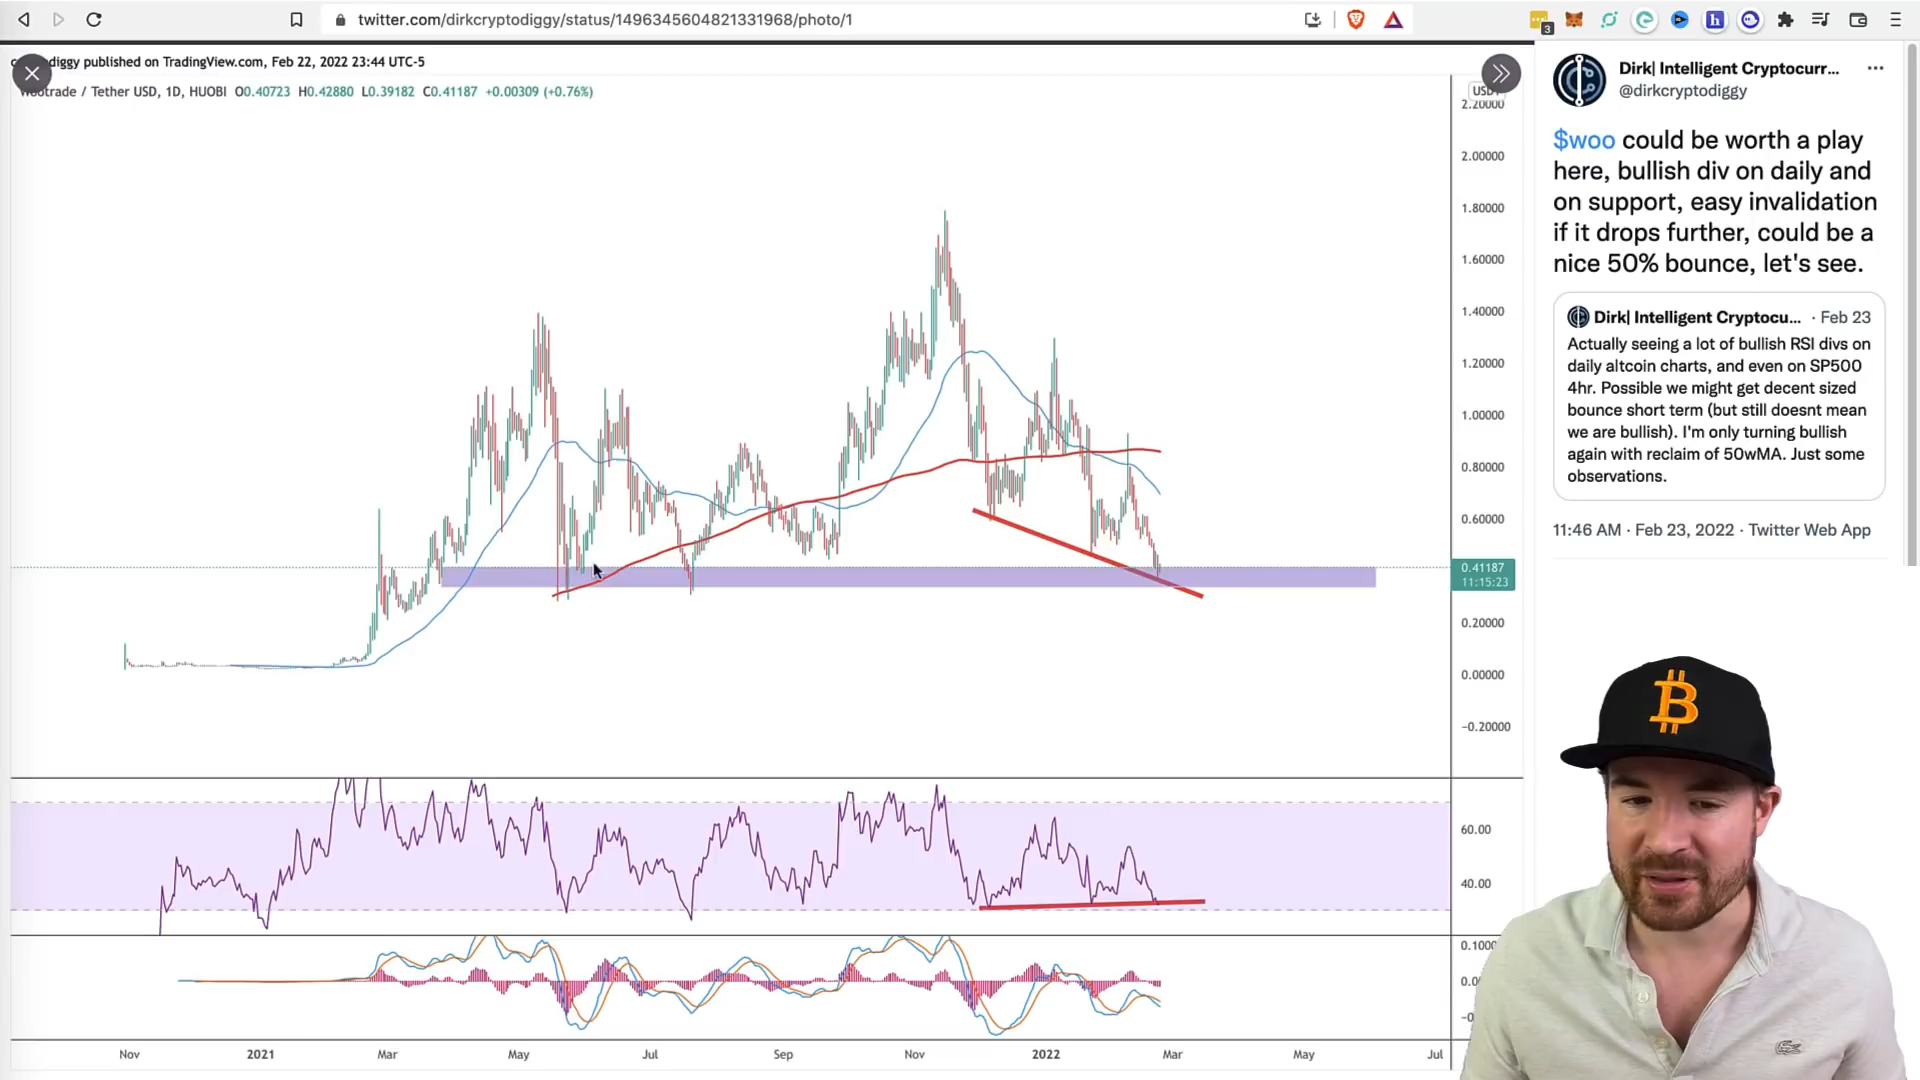 twitter.com/dirkcryptodiggy/status/1496345604821331968/photo/1
3
diggy published on TradingView.com, Feb 22, 2022 23:44 UTC-5
/ Tether USD, 1D, HUOBI O0.40723 H0.42880 L0.39182 C0.41187 +0.00309 (+0.76%)
2.20000
2.00000
1.80000
1.60000
1.40000
1.20000
1.00000
0.80000
0.60000
0.41187
11:15:23
0.20000
0.00000
−0.20000
60.00
40.00
Nov
2021
Mar
May
Jul
Sep
Nov
2022
Mar
May
Jul
Dirk| Intelligent Cryptocurr...
@dirkcryptodiggy
$woo could be worth a play
here, bullish div on daily and
on support, easy invalidation
if it drops further, could be a
nice 50% bounce, let's see.
Dirk| Intelligent Cryptocu... · Feb 23
Actually seeing a lot of bullish RSI divs on
daily altcoin charts, and even on SP500
4hr. Possible we might get decent sized
bounce short term (but still doesnt mean
we are bullish). I'm only turning bullish
again with reclaim of 50wMA. Just some
observations.
11:46 AM · Feb 23, 2022 · Twitter Web App